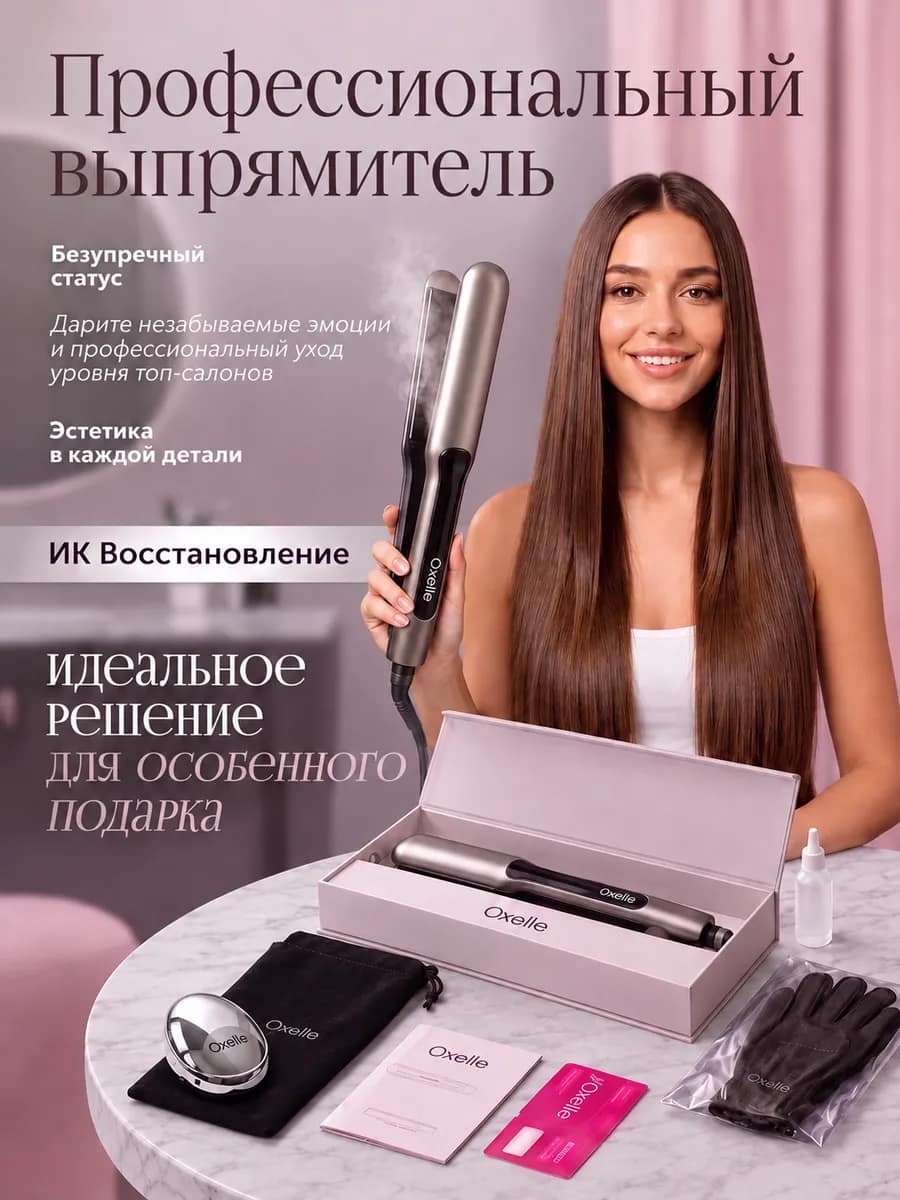 Профессиональный
выпрямитель
Безупречный
статус
Дарите незабываемые эмоции
и профессиональный уход
уровня топ-салонов
Эстетика
в каждой детали
ИК Восстановление
Oxelle
ИДЕАЛЬНОЕ
РЕШЕНИЕ
ДЛЯ ОСОБЕННОГО
ПОДАРКА
Oxelle
Oxelle
Oxelle
Oxelle
Oxelle
Oxelle
Oxelle